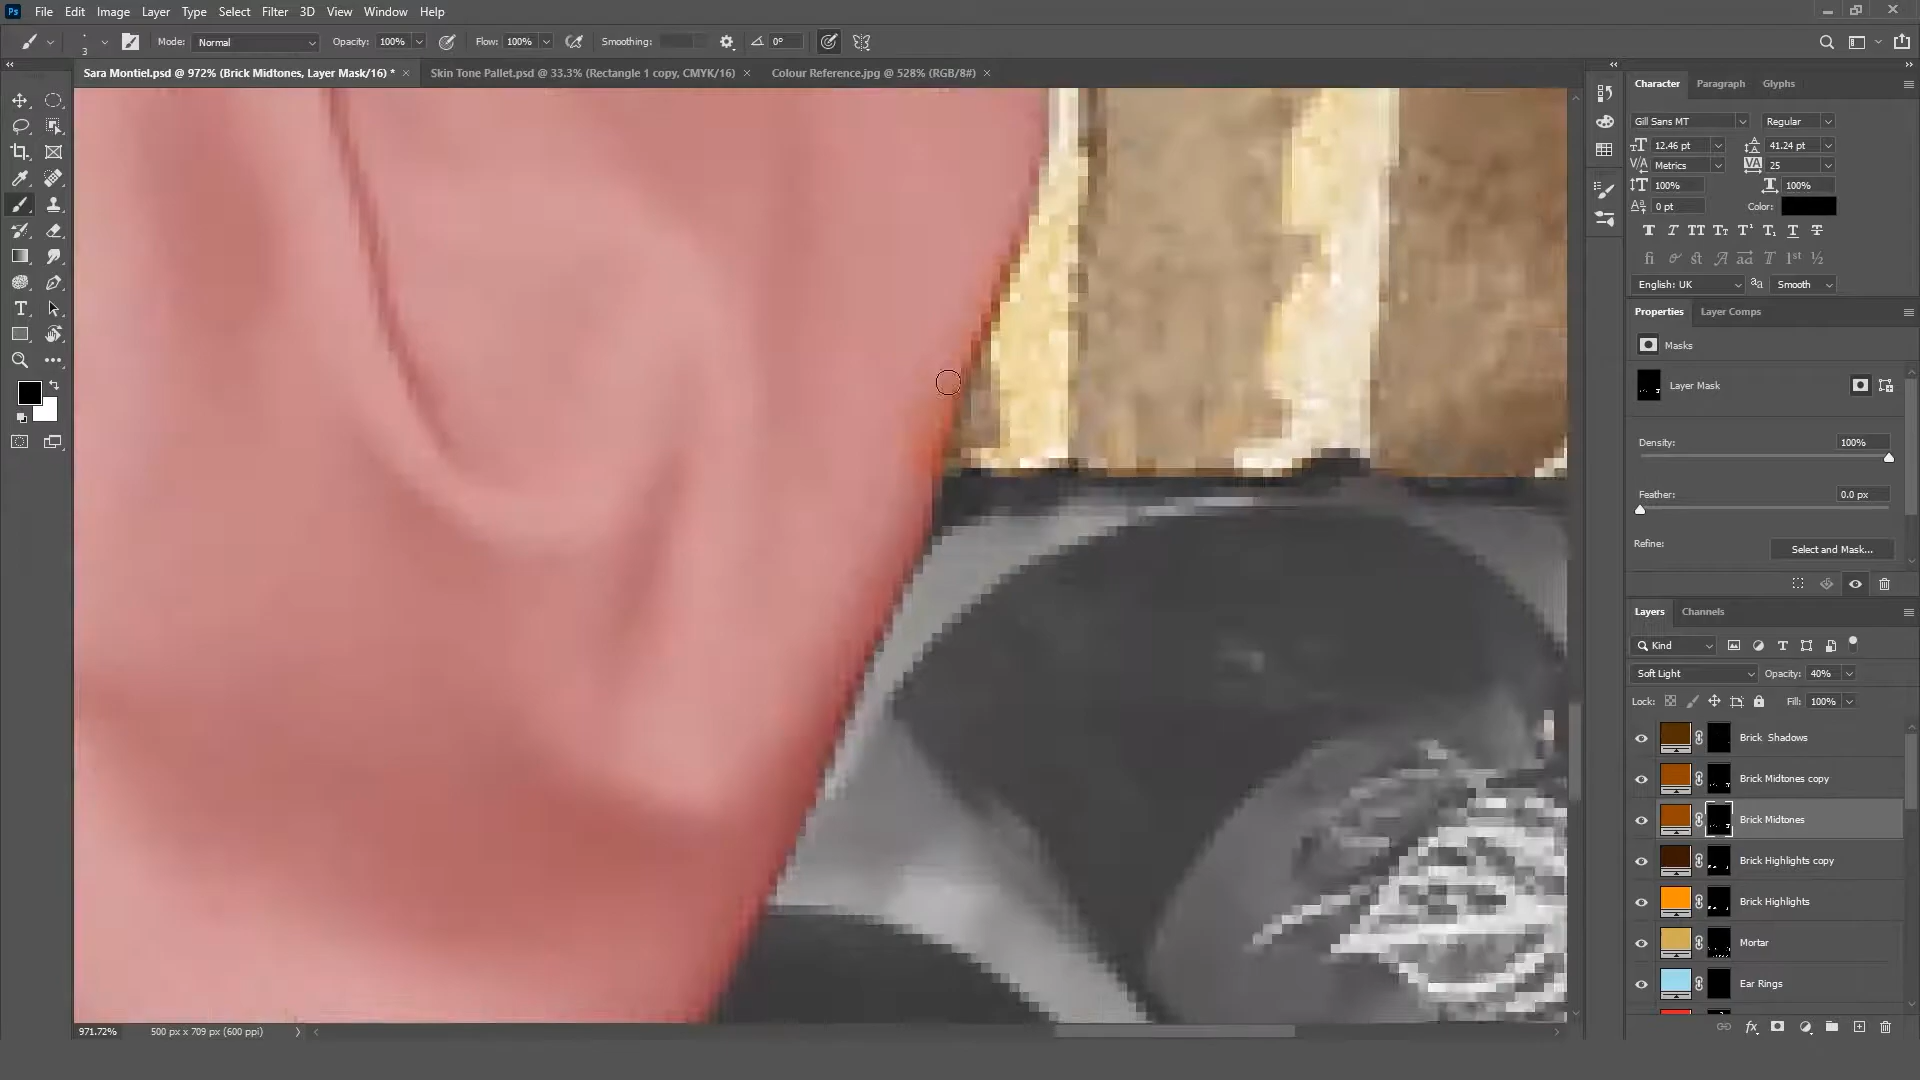 Ps File Edit Image Layer Type Select Filter 3D View Window Help
3 Mode: Normal Opacity: 100% Flow: 100% Smoothing: 0°
Sara Montiel.psd @ 972% (Brick Midtones, Layer Mask/16) * × Skin Tone Pallet.psd @ 33.3% (Rectangle 1 copy, CMYK/16) × Colour Reference.jpg @ 528% (RGB/8#) ×
Character Paragraph Glyphs
Gill Sans MT Regular
12.46 pt 41.24 pt
Metrics 25
100% 100%
0 pt Color:
English: UK aa Smooth
Properties Layer Comps
Masks
Layer Mask
Density: 100%
Feather: 0.0 px
Refine: Select and Mask...
Layers Channels
Kind
Soft Light Opacity: 40%
Lock: Fill: 100%
Brick Shadows
Brick Midtones copy
Brick Midtones
Brick Highlights copy
Brick Highlights
Mortar
Ear Rings
971.72% 500 px x 709 px (600 ppi)